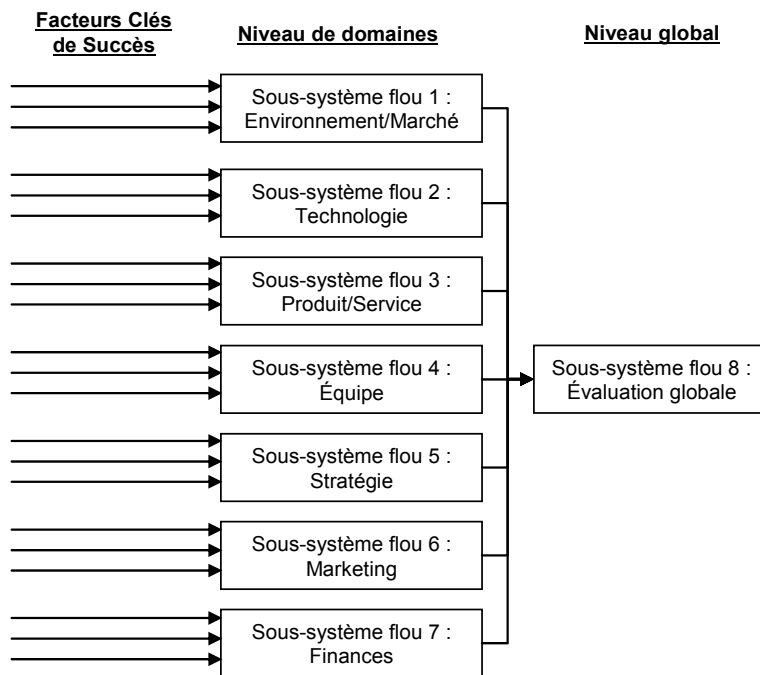 Facteurs Clés
de Succès
Niveau de domaines
Niveau global
Sous-système flou 1 :
Environnement/Marché
Sous-système flou 2 :
Technologie
Sous-système flou 3 :
Produit/Service
Sous-système flou 4 :
Équipe
Sous-système flou 8 :
Évaluation globale
Sous-système flou 5 :
Stratégie
Sous-système flou 6 :
Marketing
Sous-système flou 7 :
Finances